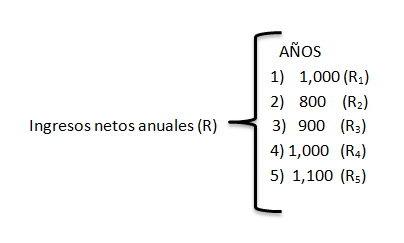 AÑOS
1) 1,000 (R₁)
2) 800 (R₂)
Ingresos netos anuales (R)
3) 900 (R₃)
4) 1,000 (R₄)
5) 1,100 (R₅)